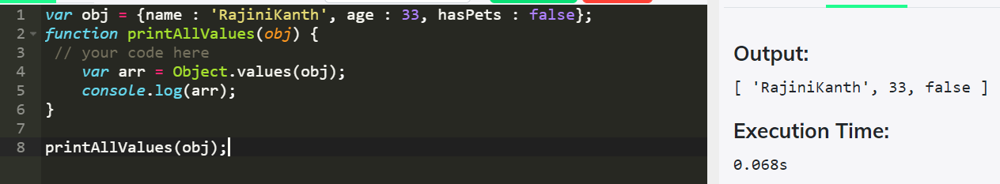 1 var obj = {name : 'RajiniKanth', age : 33, hasPets : false};
2 function printAllValues(obj) {
3 // your code here
4 var arr = Object.values(obj);
5 console.log(arr);
6 }
7
8 printAllValues(obj);
Output:
[ 'RajiniKanth', 33, false ]
Execution Time:
0.068s